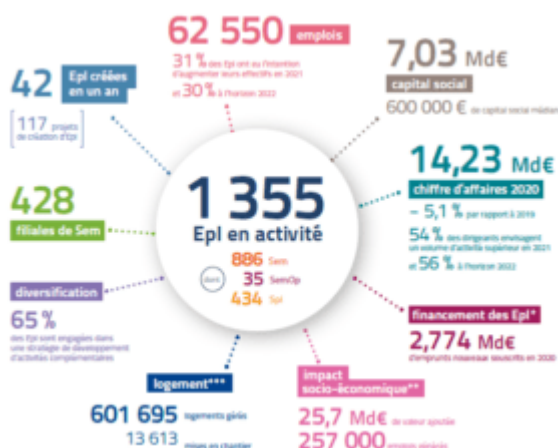 62 550 emplois
31 % des Epl ont eu l'intention
d'augmenter leurs effectifs en 2021
et 30 % à l'horizon 2022
7,03 Md€
capital social
600 000 € de capital social médian
42 Epl créées
en un an
117 projets
de création d'Epl
14,23 Md€
chiffre d'affaires 2020
– 5,1 % par rapport à 2019
54 % des dirigeants envisagent
un volume d'activité supérieur en 2021
et 56 % à l'horizon 2022
1 355
Epl en activité
dont
886 Sem
35 SemOp
434 Spl
428
filiales de Sem
diversification
65 %
des Epl sont engagées dans
une stratégie de développement
d'activités complémentaires
financement des Epl*
2,774 Md€
d'emprunts nouveaux souscrits en 2020
logement***
601 695 logements gérés
13 613 mises en chantier
impact
socio-économique**
25,7 Md€ de valeur ajoutée
257 000 emplois générés